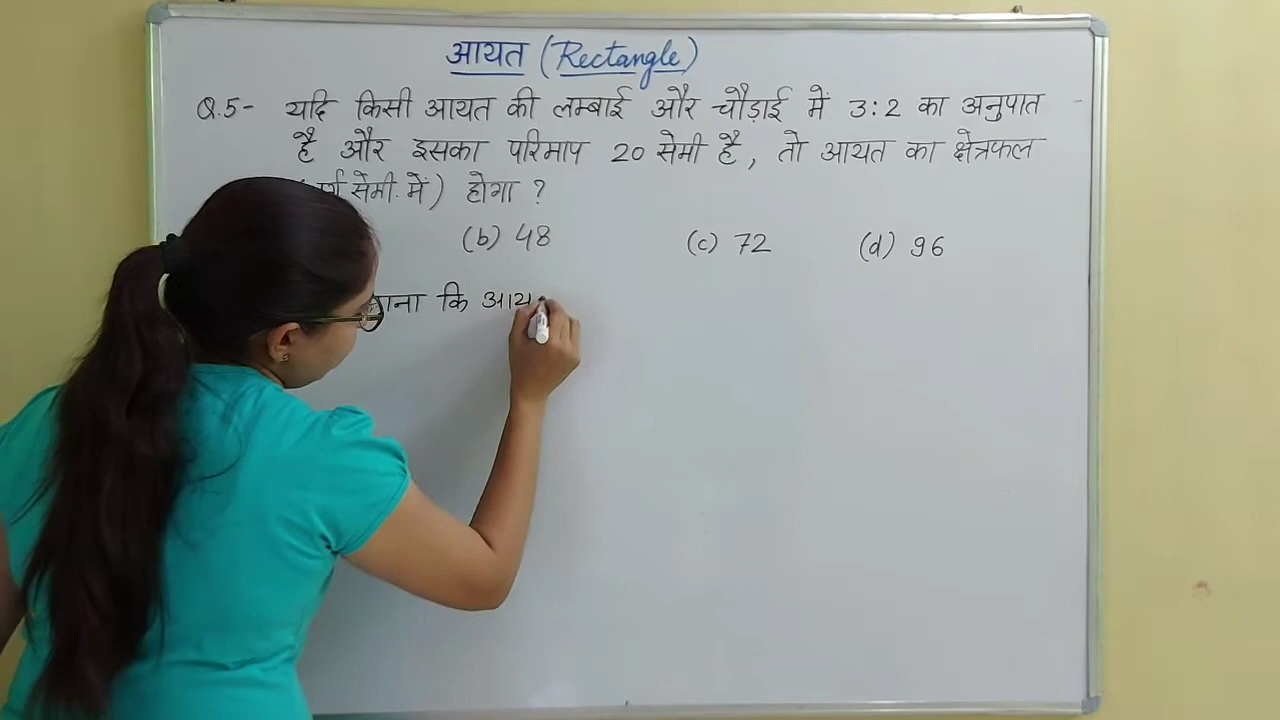 आयत (Rectangle)
Q.5- यदि किसी आयत की लम्बाई और चौड़ाई में 3:2 का अनुपात
है और इसका परिमाप 20 सेमी है, तो आयत का क्षेत्रफल
सेमी. में) होगा ?
(b) 48 (c) 72 (d) 96
कि